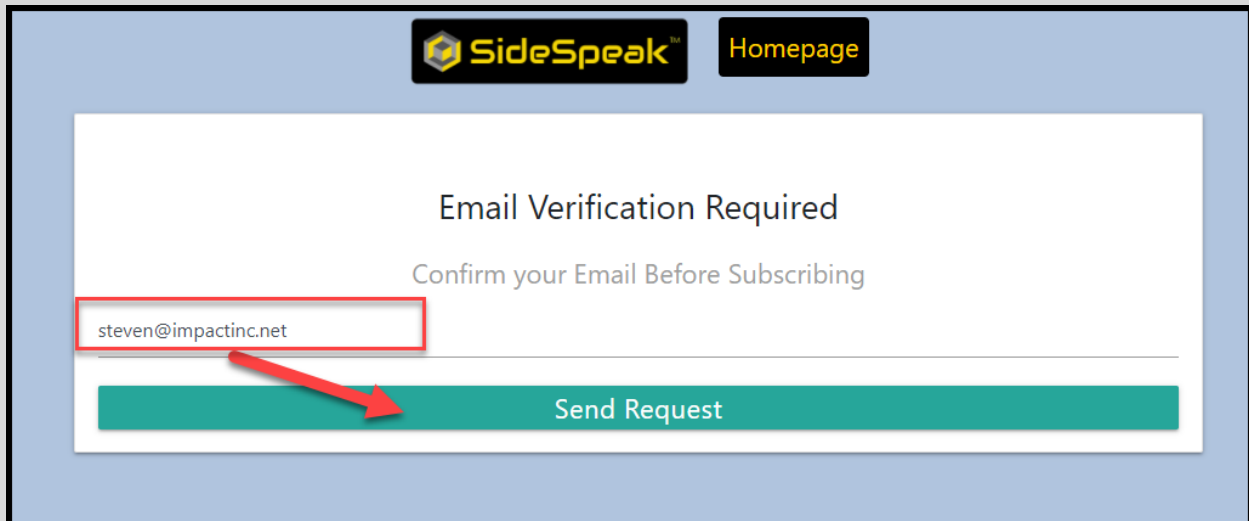 SideSpeak™
Homepage
Email Verification Required
Confirm your Email Before Subscribing
steven@impactinc.net
Send Request